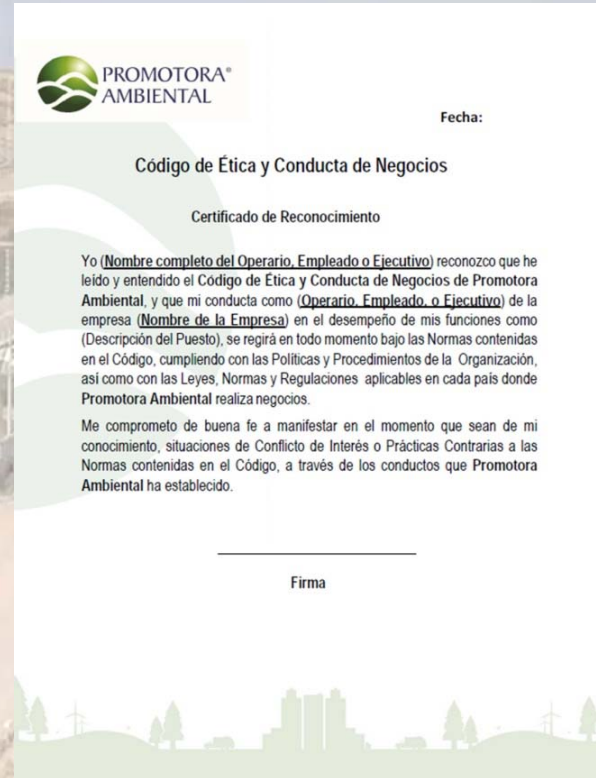 PROMOTORA®
AMBIENTAL
Fecha:
Código de Ética y Conducta de Negocios
Certificado de Reconocimiento
Yo (Nombre completo del Operario, Empleado o Ejecutivo) reconozco que he
leído y entendido el Código de Ética y Conducta de Negocios de Promotora
Ambiental, y que mi conducta como (Operario, Empleado, o Ejecutivo) de la
empresa (Nombre de la Empresa) en el desempeño de mis funciones como
(Descripción del Puesto), se regirá en todo momento bajo las Normas contenidas
en el Código, cumpliendo con las Políticas y Procedimientos de la Organización,
así como con las Leyes, Normas y Regulaciones aplicables en cada país donde
Promotora Ambiental realiza negocios.
Me comprometo de buena fe a manifestar en el momento que sean de mi
conocimiento, situaciones de Conflicto de Interés o Prácticas Contrarias a las
Normas contenidas en el Código, a través de los conductos que Promotora
Ambiental ha establecido.
Firma